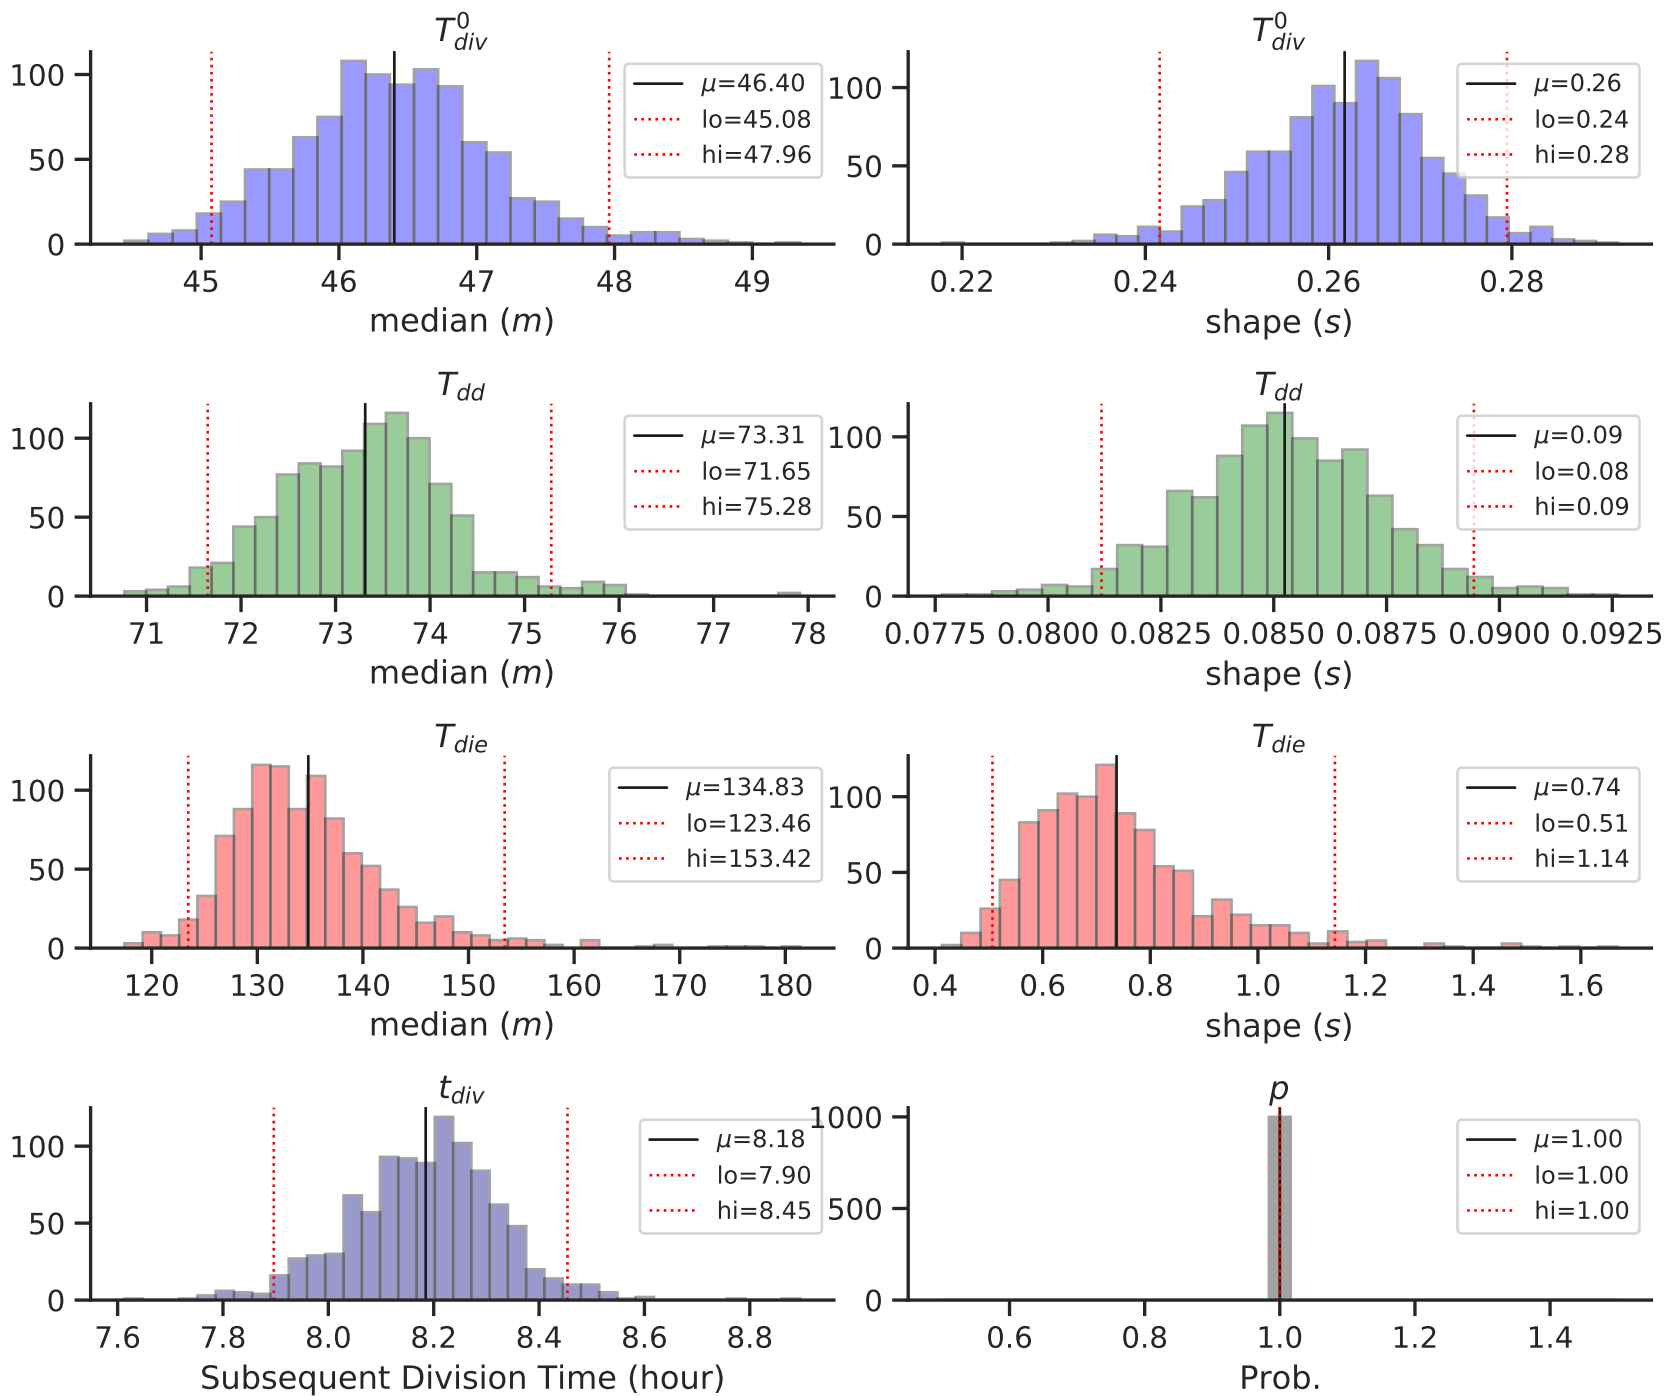 T⁰div
100
50
0
μ=46.40
lo=45.08
hi=47.96
45 46 47 48 49
median (m)
T⁰div
100
50
0
μ=0.26
lo=0.24
hi=0.28
0.22 0.24 0.26 0.28
shape (s)
Tdd
100
50
0
μ=73.31
lo=71.65
hi=75.28
71 72 73 74 75 76 77 78
median (m)
Tdd
100
50
0
μ=0.09
lo=0.08
hi=0.09
0.0775 0.0800 0.0825 0.0850 0.0875 0.0900 0.0925
shape (s)
Tdie
100
50
0
μ=134.83
lo=123.46
hi=153.42
120 130 140 150 160 170 180
median (m)
Tdie
100
50
0
μ=0.74
lo=0.51
hi=1.14
0.4 0.6 0.8 1.0 1.2 1.4 1.6
shape (s)
tdiv
100
50
0
μ=8.18
lo=7.90
hi=8.45
7.6 7.8 8.0 8.2 8.4 8.6 8.8
Subsequent Division Time (hour)
p
1000
500
0
μ=1.00
lo=1.00
hi=1.00
0.6 0.8 1.0 1.2 1.4
Prob.